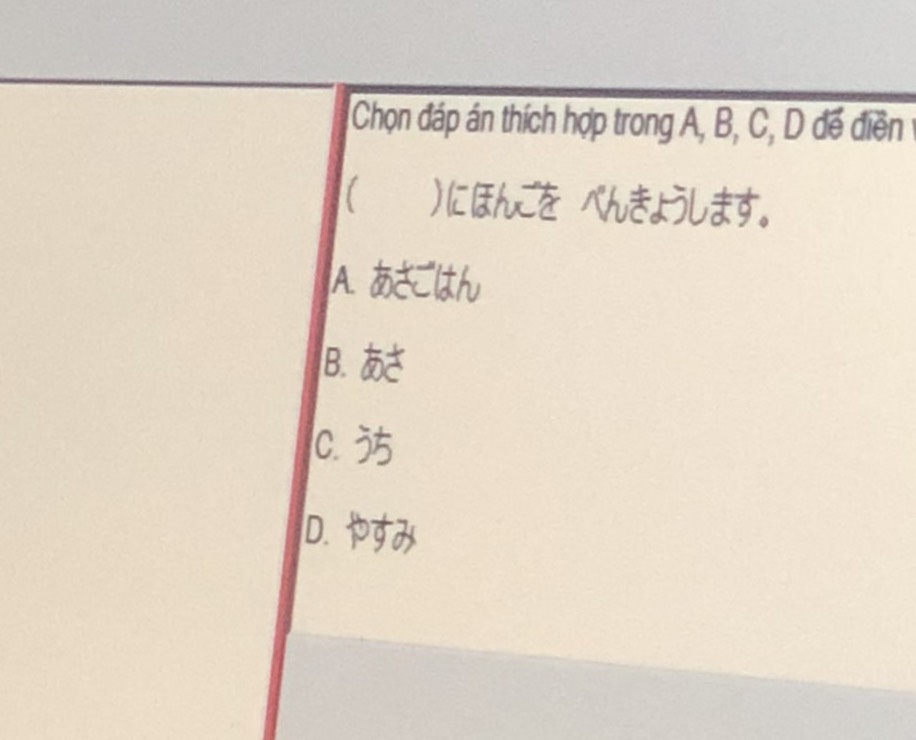 Chọn đáp án thích hợp trong A, B, C, D để điền
(　　)にほんごを べんきょうします。
A. あさごはん
B. あさ
C. うち
D. やすみ